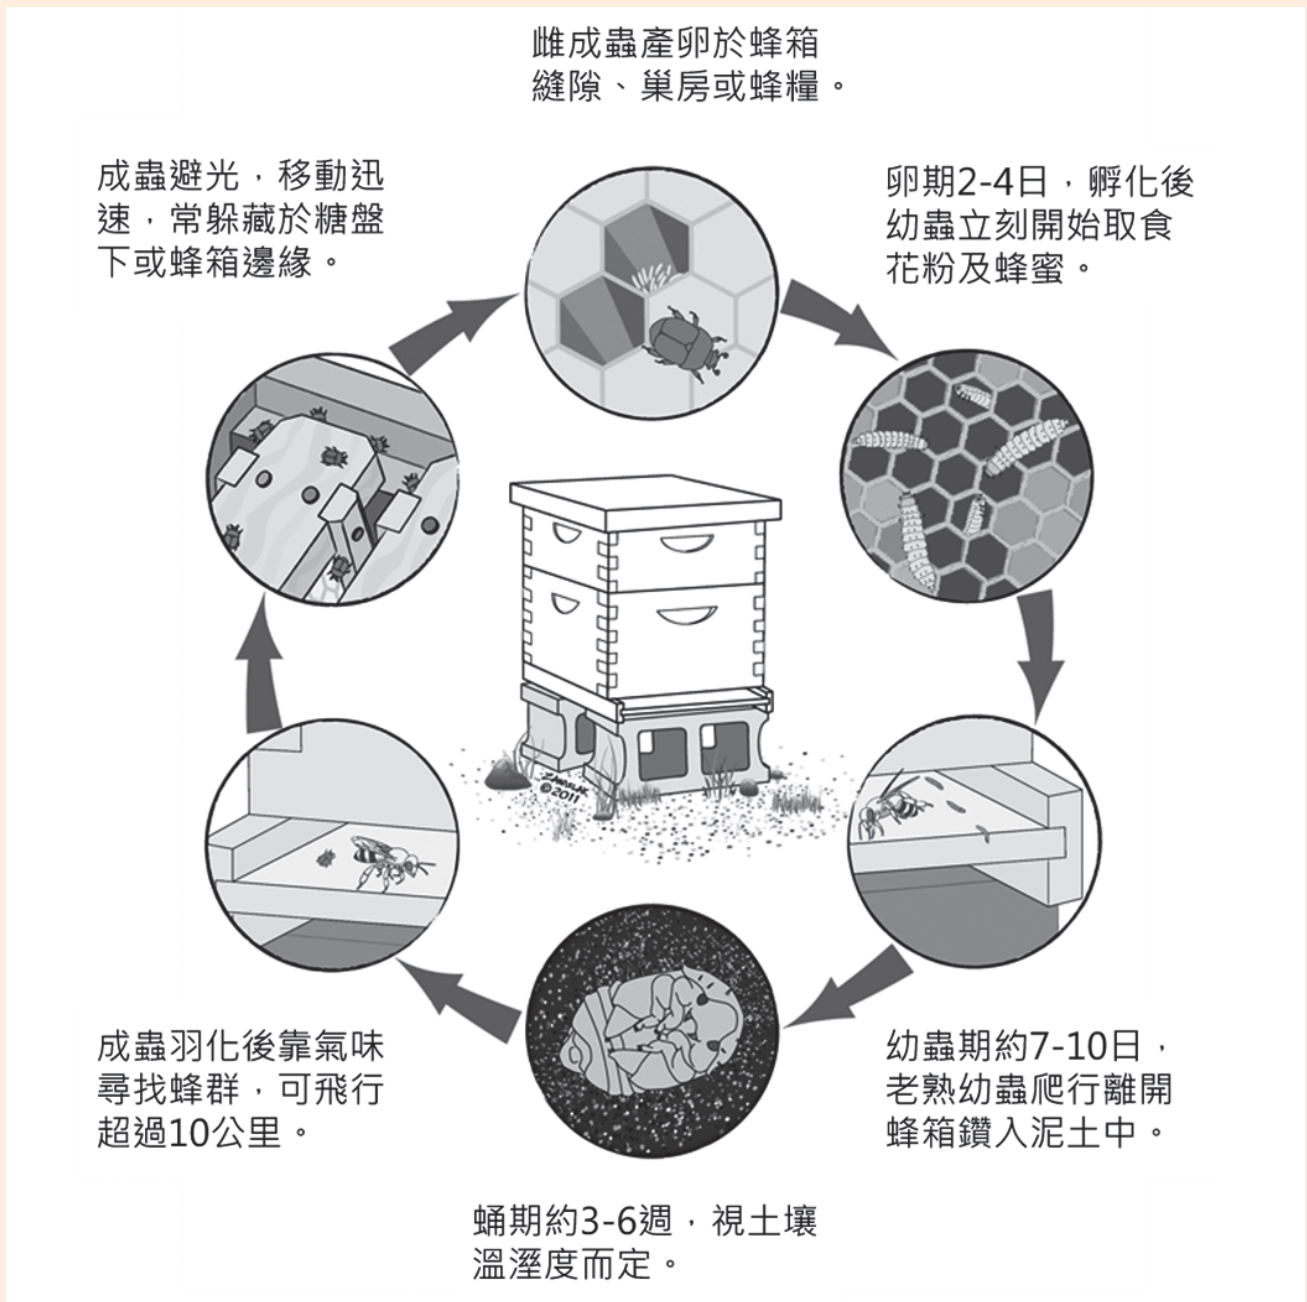 雌成蟲產卵於蜂箱
縫隙、巢房或蜂糧。
卵期2-4日，孵化後
幼蟲立刻開始取食
花粉及蜂蜜。
幼蟲期約7-10日，
老熟幼蟲爬行離開
蜂箱鑽入泥土中。
蛹期約3-6週，視土壤
溫溼度而定。
成蟲羽化後靠氣味
尋找蜂群，可飛行
超過10公里。
成蟲避光，移動迅
速，常躲藏於糖盤
下或蜂箱邊緣。
©2011